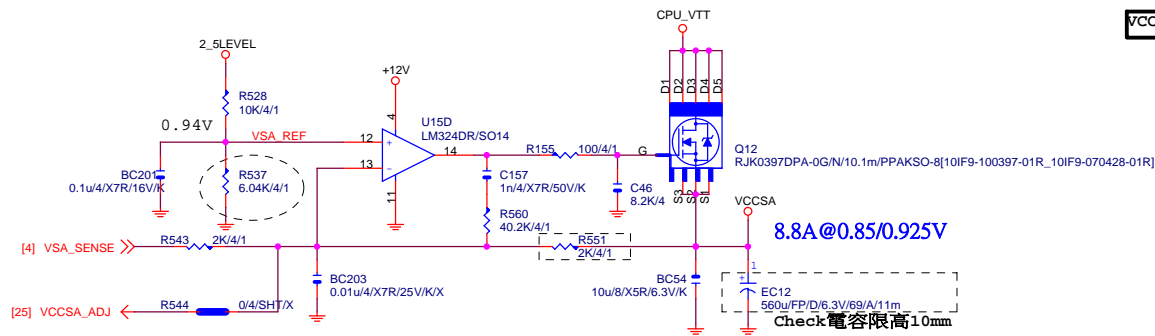 CPU_VTT
VCC
2_5LEVEL
+12V
D1
D2
D3
D4
D5
R528
10K/4/1
4
U15D
LM324DR/SO14
0.94V
VSA_REF
12
+
13
-
14
R155
100/4/1
G
Q12
RJK0397DPA-0G/N/10.1m/PPAKSO-8[10IF9-100397-01R_10IF9-070428-01R]
BC201
0.1u/4/X7R/16V/K
R537
6.04K/4/1
11
C157
1n/4/X7R/50V/K
C46
8.2K/4
S3
S2
S1
VCCSA
R560
40.2K/4/1
8.8A@0.85/0.925V
[4] VSA_SENSE
R543
2K/4/1
R551
2K/4/1
BC203
0.01u/4/X7R/25V/K/X
BC54
10u/8/X5R/6.3V/K
1
+
EC12
560u/FP/D/6.3V/69/A/11m
[25] VCCSA_ADJ
R544
0/4/SHT/X
Check電容限高10mm